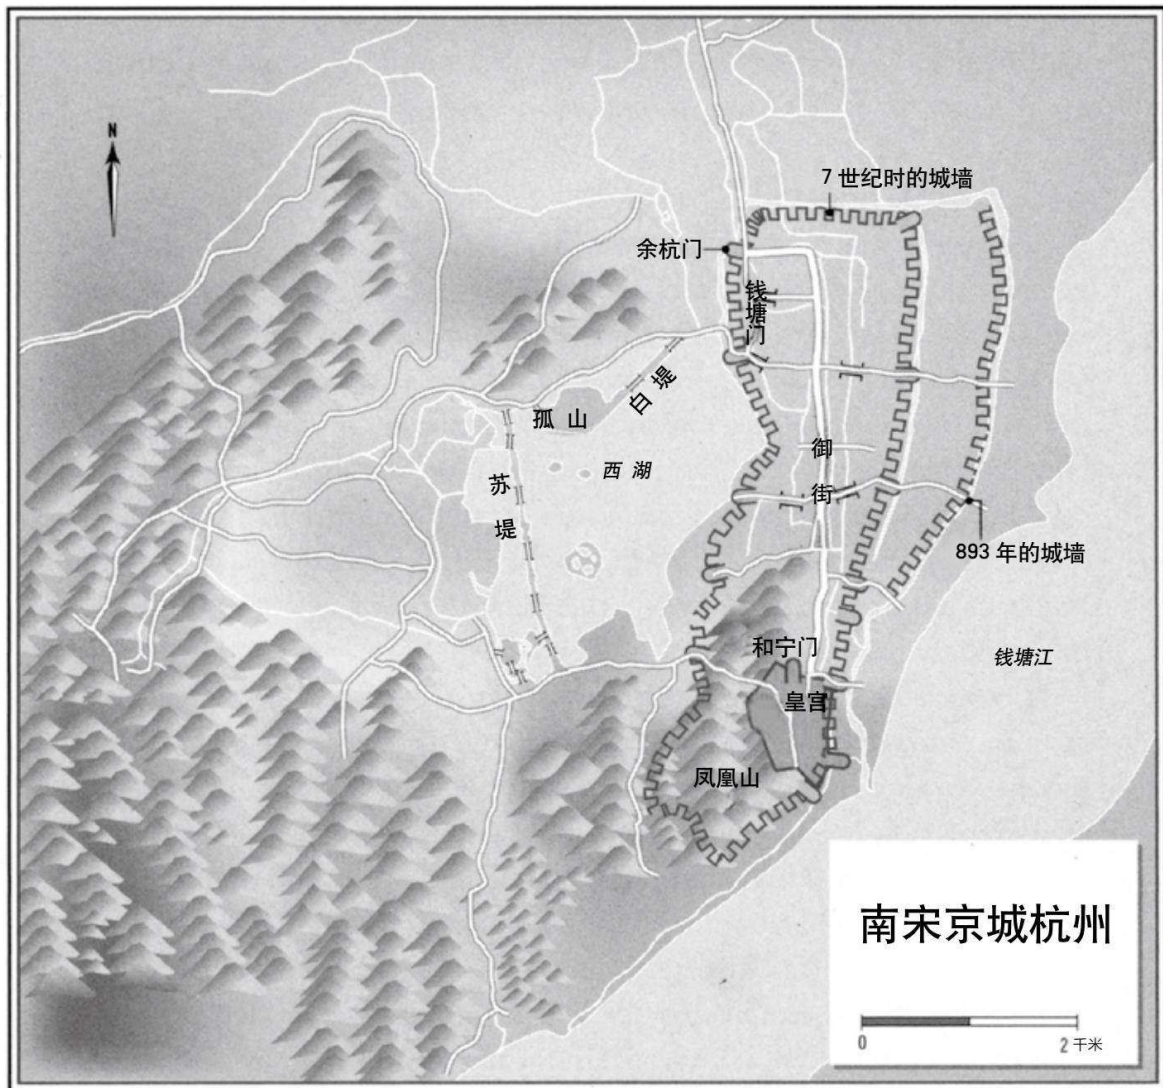 N
7 世纪时的城墙
余杭门
钱塘门
白堤
孤山
西湖
苏堤
御街
893 年的城墙
和宁门
钱塘江
皇宫
凤凰山
南宋京城杭州
0
2 千米